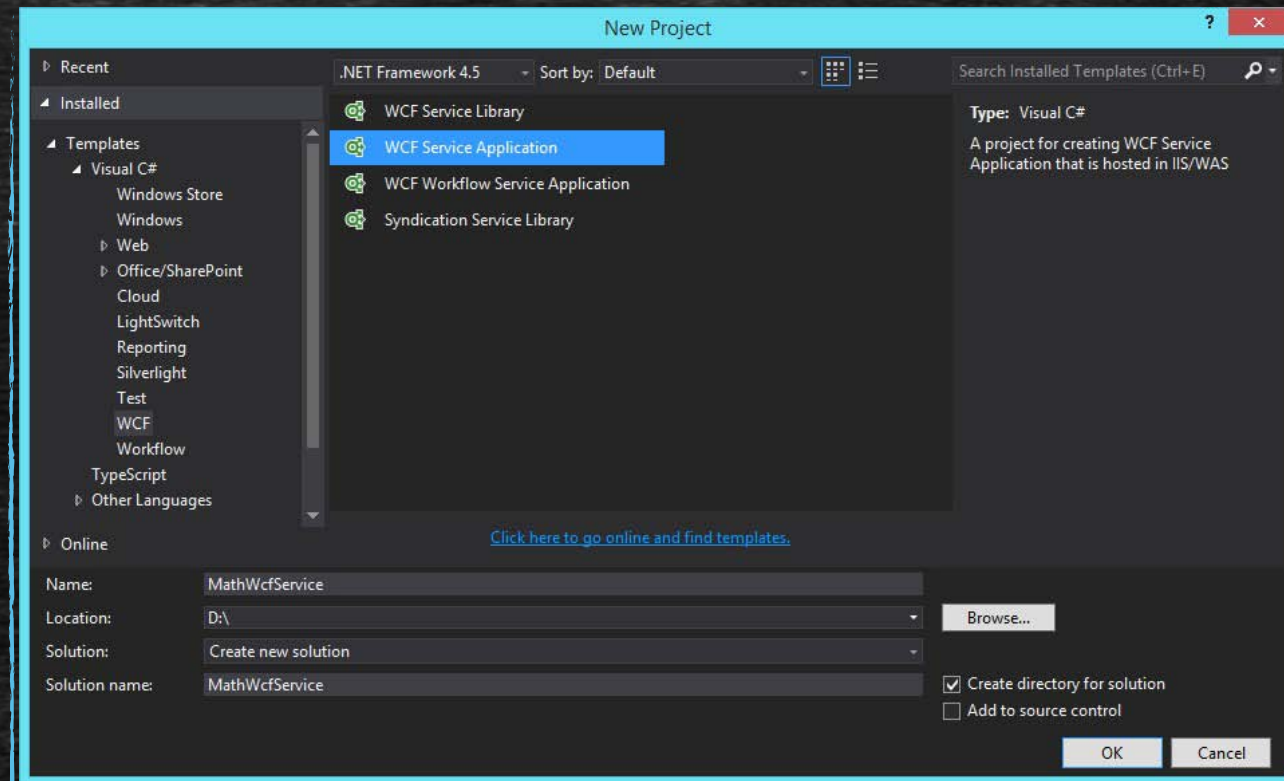 New Project
?
Recent
.NET Framework 4.5
Sort by: Default
Search Installed Templates (Ctrl+E)
Installed
Templates
Visual C#
Windows Store
Windows
Web
Office/SharePoint
Cloud
LightSwitch
Reporting
Silverlight
Test
WCF
Workflow
TypeScript
Other Languages
Online
WCF Service Library
WCF Service Application
WCF Workflow Service Application
Syndication Service Library
Click here to go online and find templates.
Type: Visual C#
A project for creating WCF Service
Application that is hosted in IIS/WAS
Name: MathWcfService
Location: D:\
Browse...
Solution: Create new solution
Solution name: MathWcfService
Create directory for solution
Add to source control
OK
Cancel